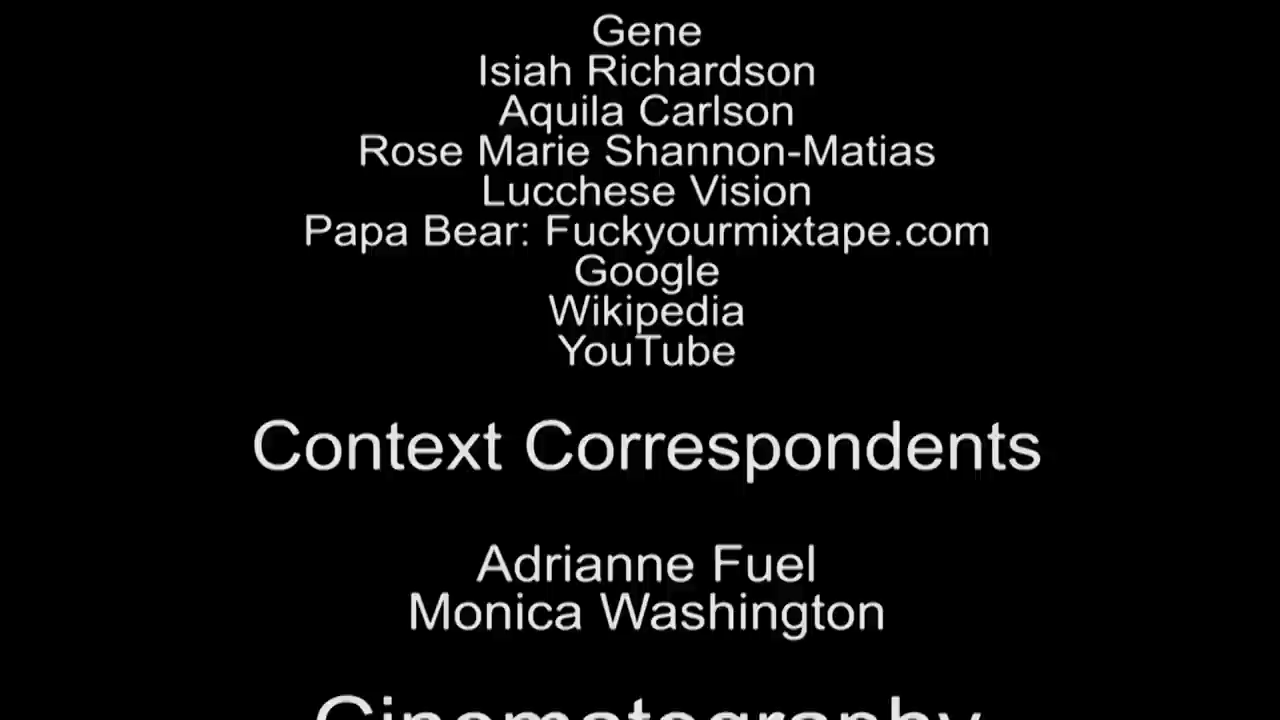 Gene
Isiah Richardson
Aquila Carlson
Rose Marie Shannon-Matias
Lucchese Vision
Papa Bear: Fuckyourmixtape.com
Google
Wikipedia
YouTube
Context Correspondents
Adrianne Fuel
Monica Washington
Cinematography